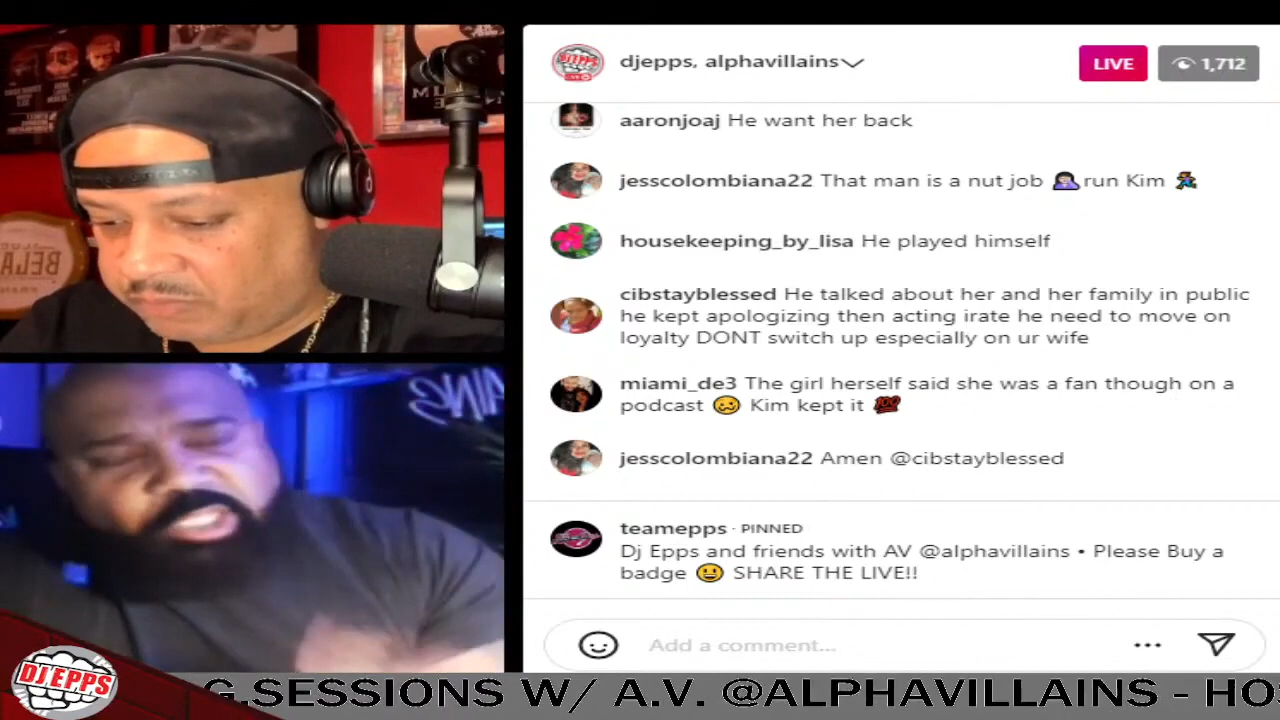 djepps, alphavillains
LIVE
1,712
aaronjoaj He want her back
jesscolombiana22 That man is a nut job 🤦🏻‍♀️run Kim 🏃🏾‍♀️
housekeeping_by_lisa He played himself
cibstayblessed He talked about her and her family in public
he kept apologizing then acting irate he need to move on
loyalty DONT switch up especially on ur wife
miami_de3 The girl herself said she was a fan though on a
podcast 🥴 Kim kept it 💯
jesscolombiana22 Amen @cibstayblessed
teamepps · PINNED
Dj Epps and friends with AV @alphavillains • Please Buy a
badge 😀 SHARE THE LIVE!!
Add a comment...
DJ EPPS
G.SESSIONS W/ A.V. @ALPHAVILLAINS - HO